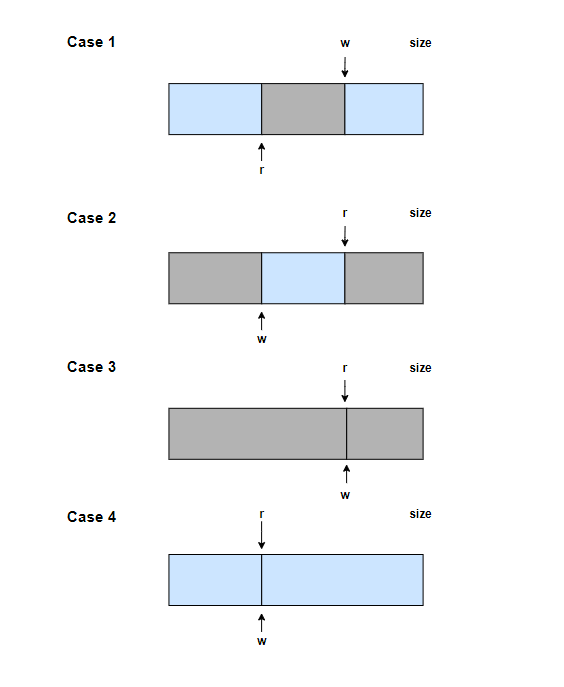 Case 1 w size
r
Case 2 r size
w
Case 3 r size
w
Case 4 r size
w